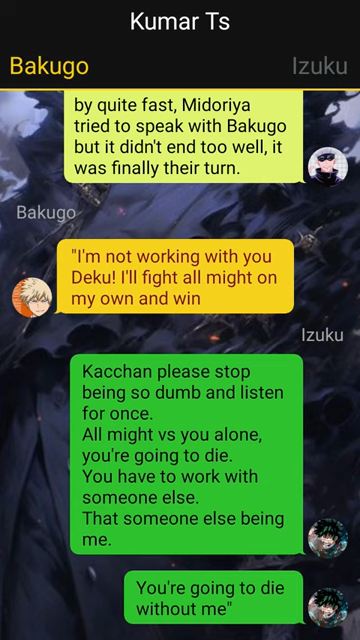 Kumar Ts
Bakugo
Izuku
by quite fast, Midoriya
tried to speak with Bakugo
but it didn't end too well, it
was finally their turn.
Bakugo
"I'm not working with you
Deku! I'll fight all might on
my own and win
Izuku
Kacchan please stop
being so dumb and listen
for once.
All might vs you alone,
you're going to die.
You have to work with
someone else.
That someone else being
me.
You're going to die
without me"